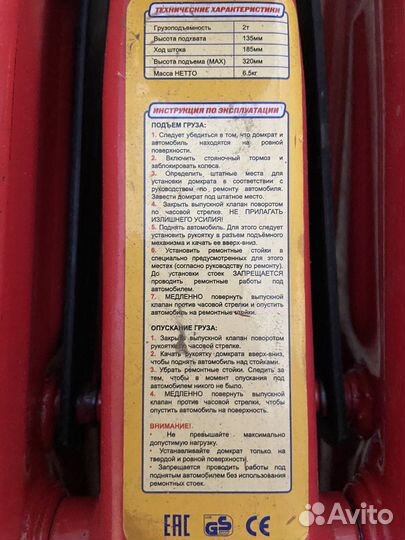 ТЕХНИЧЕСКИЕ ХАРАКТЕРИСТИКИ
Грузоподъемность 2т
Высота подхвата 135мм
Ход штока 185мм
Высота подъема (MAX) 320мм
Масса НЕТТО 6.5кг
ИНСТРУКЦИЯ ПО ЭКСПЛУАТАЦИИ
ПОДЪЕМ ГРУЗА:
1. Следует убедиться в том, что домкрат и
автомобиль находятся на ровной
поверхности.
2. Включить стояночный тормоз и
заблокировать колеса.
3. Определить штатные места для
установки домкрата в соответствии с
руководством по ремонту автомобиля.
Завести домкрат под штатное место.
4. Закрыть выпускной клапан поворотом
по часовой стрелке. НЕ ПРИЛАГАТЬ
ИЗЛИШНЕГО УСИЛИЯ!
5. Поднять автомобиль. Для этого следует
установить рукоятку в разъем подъёмного
механизма и качать ее вверх-вниз.
6. Установить ремонтные стойки в
специально предусмотренных для этого
местах (согласно руководству по ремонту).
До установки стоек ЗАПРЕЩАЕТСЯ
проводить ремонтные работы под
автомобилем.
7. МЕДЛЕННО повернуть выпускной
клапан против часовой стрелки и опустить
автомобиль на ремонтные стойки.
ОПУСКАНИЕ ГРУЗА:
1. Закрыть выпускной клапан поворотом
рукоятки по часовой стрелке.
2. Качать рукоятку домкрата вверх-вниз,
чтобы поднять автомобиль над стойками.
3. Убрать ремонтные стойки. Следить за
тем, чтобы в момент опускания под
автомобилем никого не было.
4. МЕДЛЕННО повернуть выпускной
клапан против часовой стрелке, чтобы
опустить автомобиль на поверхность.
ВНИМАНИЕ!
• Не превышайте максимально
допустимую нагрузку.
• Устанавливайте домкрат только на
твердой и ровной поверхности.
• Запрещается проводить работы под
поднятым автомобилем без использования
ремонтных стоек.
ЕАС GS CE
Avito